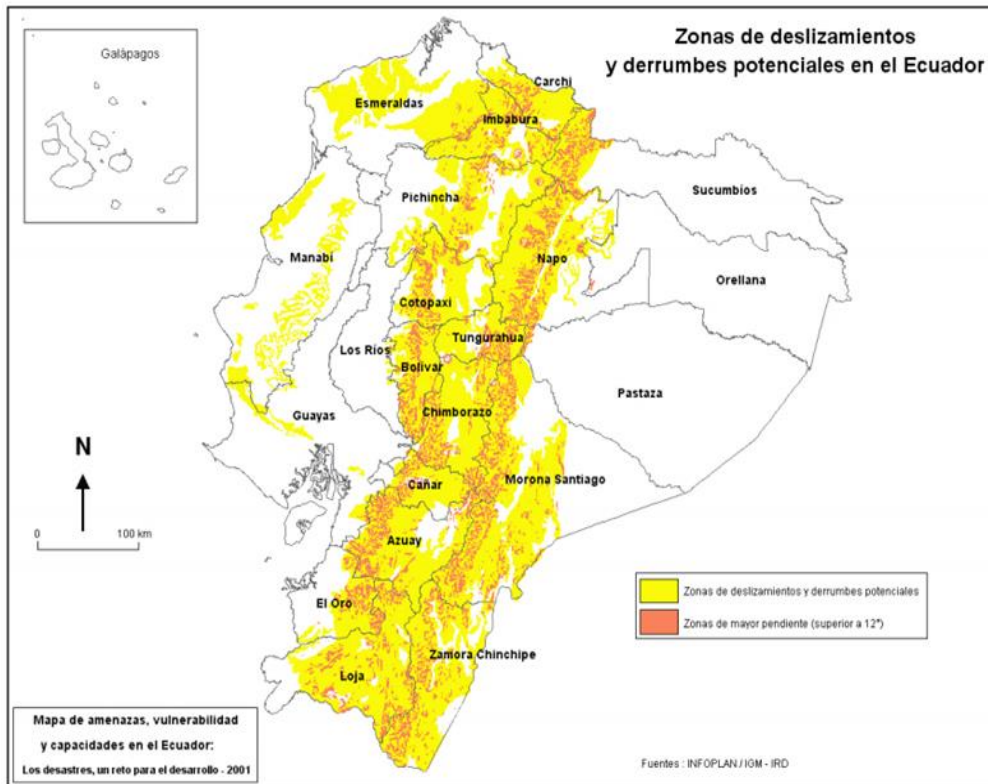 Zonas de deslizamientos
y derrumbes potenciales en el Ecuador
Galápagos
Carchi
Esmeraldas
Imbabura
Sucumbíos
Pichincha
Manabí
Napo
Orellana
Cotopaxi
Tungurahua
Los Ríos
Bolívar
Pastaza
Chimborazo
Guayas
N
Cañar
Morona Santiago
0 100 km
Azuay
Zonas de deslizamientos y derrumbes potenciales
El Oro
Zonas de mayor pendiente (superior a 12°)
Zamora Chinchipe
Loja
Mapa de amenazas, vulnerabilidad
y capacidades en el Ecuador:
Los desastres, un reto para el desarrollo - 2001
Fuentes : INFOPLAN / IGM - IRD